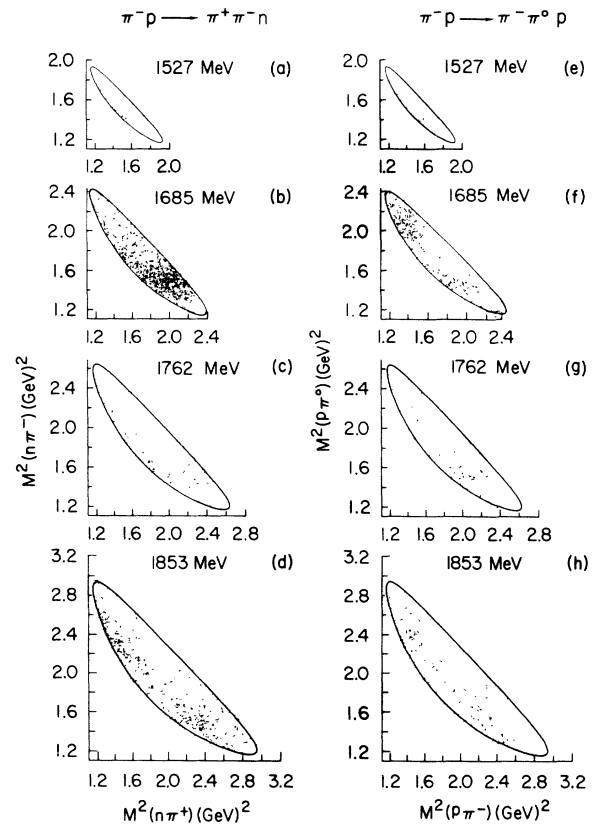 π⁻p ⟶ π⁺π⁻n
π⁻p ⟶ π⁻π° p
2.0
1.6
1.2
1527 MeV (a)
1.2 1.6 2.0
2.0
1.6
1.2
1527 MeV (e)
1.2 1.6 2.0
2.4
2.0
1.6
1.2
1685 MeV (b)
1.2 1.6 2.0 2.4
2.4
2.0
1.6
1.2
1685 MeV (f)
1.2 1.6 2.0 2.4
M²(nπ⁻)(GeV)²
M²(pπ°)(GeV)²
2.4
2.0
1.6
1.2
1762 MeV (c)
1.2 1.6 2.0 2.4 2.8
2.4
2.0
1.6
1.2
1762 MeV (g)
1.2 1.6 2.0 2.4 2.8
3.2
2.8
2.4
2.0
1.6
1.2
1853 MeV (d)
1.2 1.6 2.0 2.4 2.8 3.2
M²(nπ⁺)(GeV)²
3.2
2.8
2.4
2.0
1.6
1.2
1853 MeV (h)
1.2 1.6 2.0 2.4 2.8 3.2
M²(pπ⁻)(GeV)²